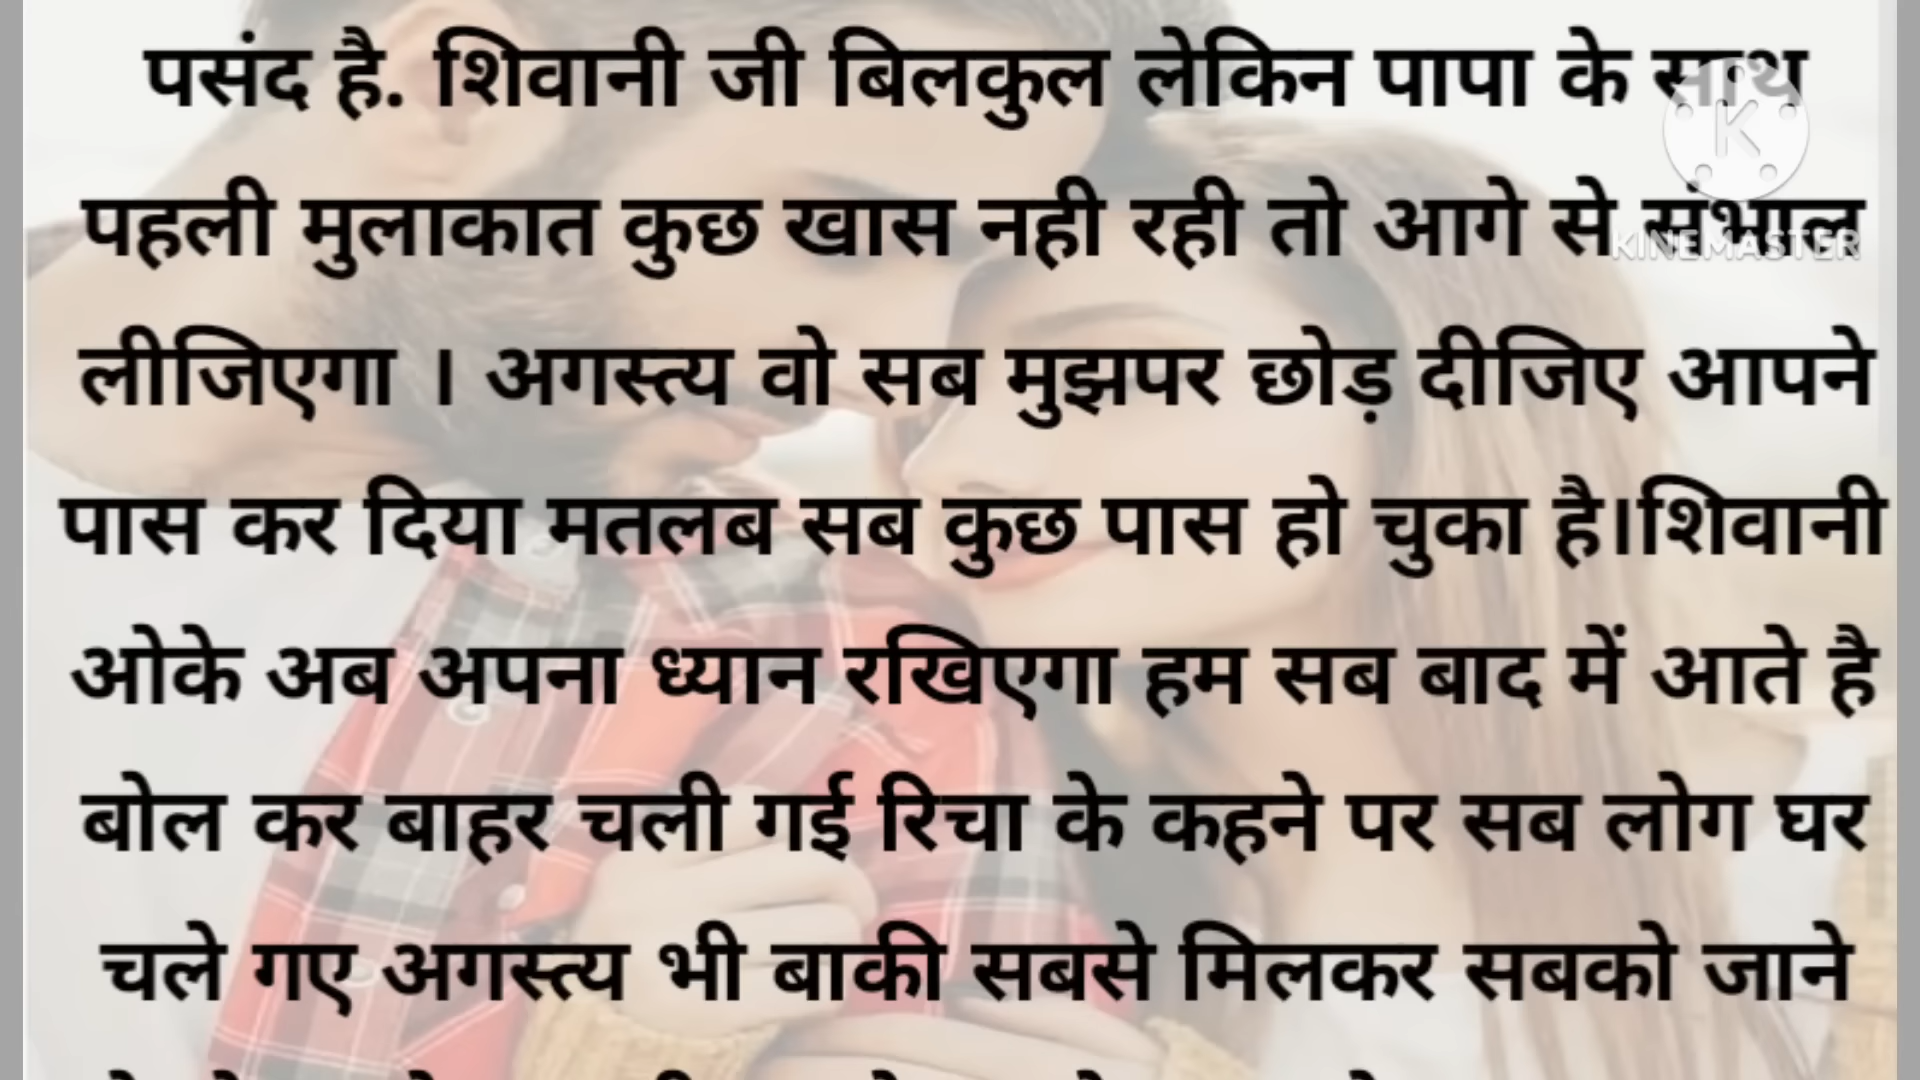 पसंद है. शिवानी जी बिलकुल लेकिन पापा के साथ
पहली मुलाकात कुछ खास नही रही तो आगे से संभाल
KINEMASTER
लीजिएगा । अगस्त्य वो सब मुझपर छोड़ दीजिए आपने
पास कर दिया मतलब सब कुछ पास हो चुका है।शिवानी
ओके अब अपना ध्यान रखिएगा हम सब बाद में आते है
बोल कर बाहर चली गई रिचा के कहने पर सब लोग घर
चले गए अगस्त्य भी बाकी सबसे मिलकर सबको जाने